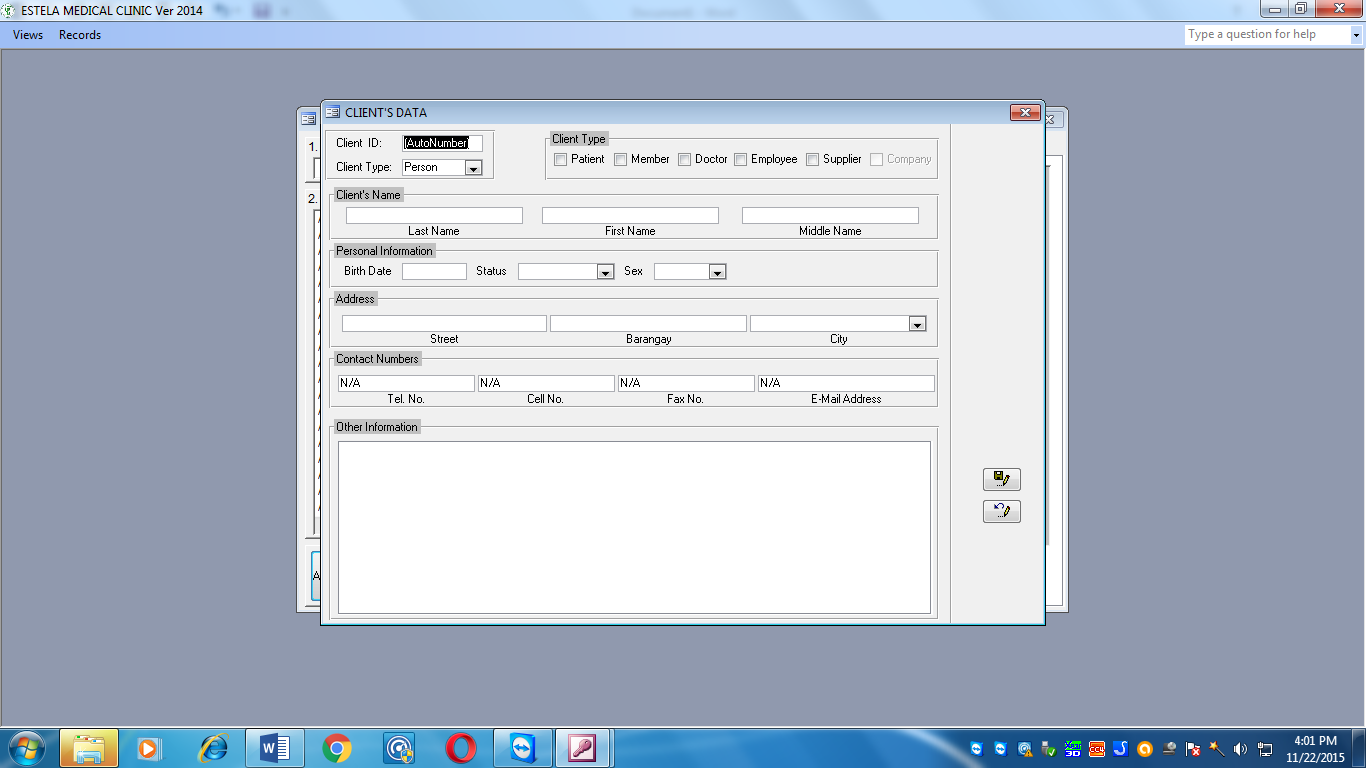 ESTELA MEDICAL CLINIC Ver 2014
Views Records
Type a question for help
CLIENT'S DATA
1.
2.
Client ID: (AutoNumber)
Client Type: Person
Client Type
Patient Member Doctor Employee Supplier Company
Client's Name
Last Name First Name Middle Name
Personal Information
Birth Date Status Sex
Address
Street Barangay City
Contact Numbers
N/A N/A N/A N/A
Tel. No. Cell No. Fax No. E-Mail Address
Other Information
A
4:01 PM
11/22/2015